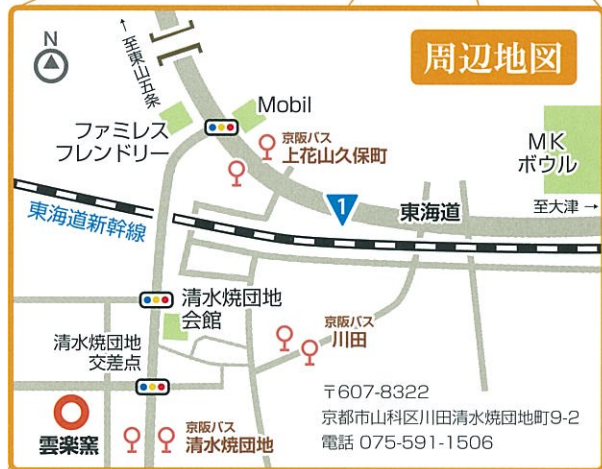 周辺地図
N
←至東山五条
Mobil
ファミレス
フレンドリー
京阪バス
上花山久保町
MK
ボウル
1
東海道
至大津→
東海道新幹線
清水焼団地
会館
京阪バス
川田
清水焼団地
交差点
雲楽窯
京阪バス
清水焼団地
〒607-8322
京都市山科区川田清水焼団地町9-2
電話 075-591-1506